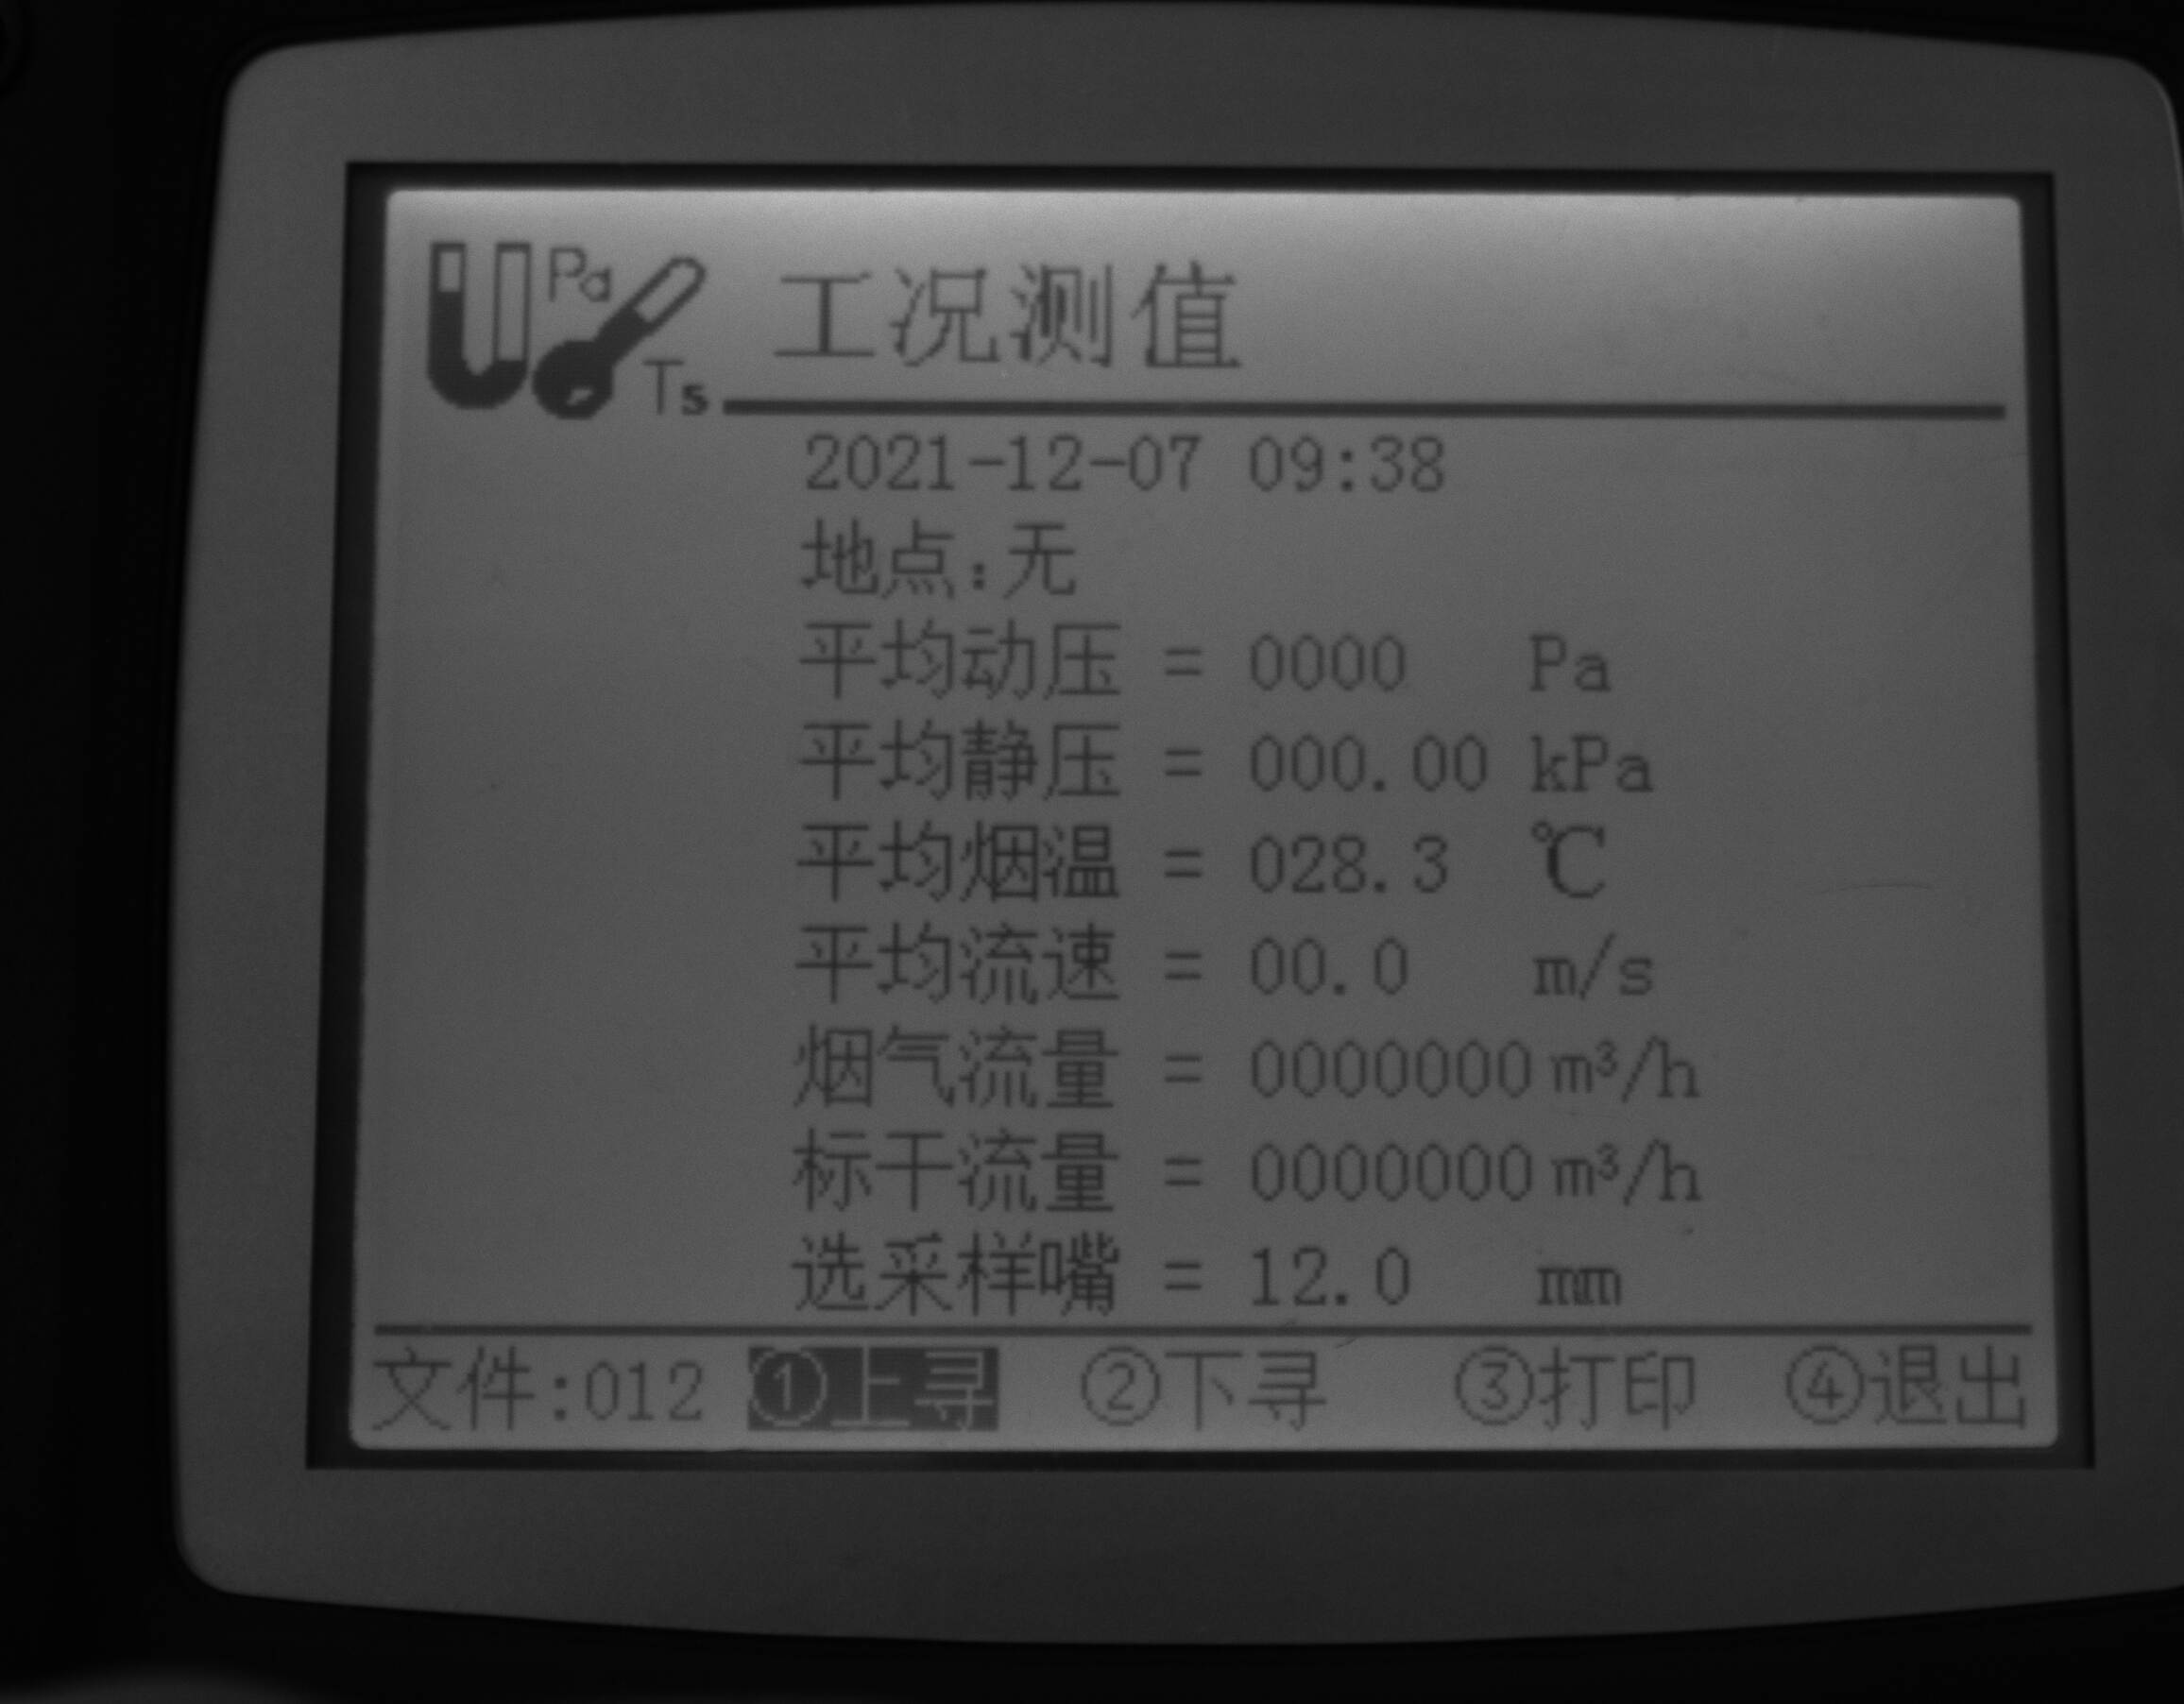 Pa
Ts
工况测值
2021-12-07 09:38
地点:无
平均动压 = 0000 Pa
平均静压 = 000.00 kPa
平均烟温 = 028.3 ℃
平均流速 = 00.0 m/s
烟气流量 = 0000000 m³/h
标干流量 = 0000000 m³/h
选采样嘴 = 12.0 mm
文件:012 ①上寻 ②下寻 ③打印 ④退出